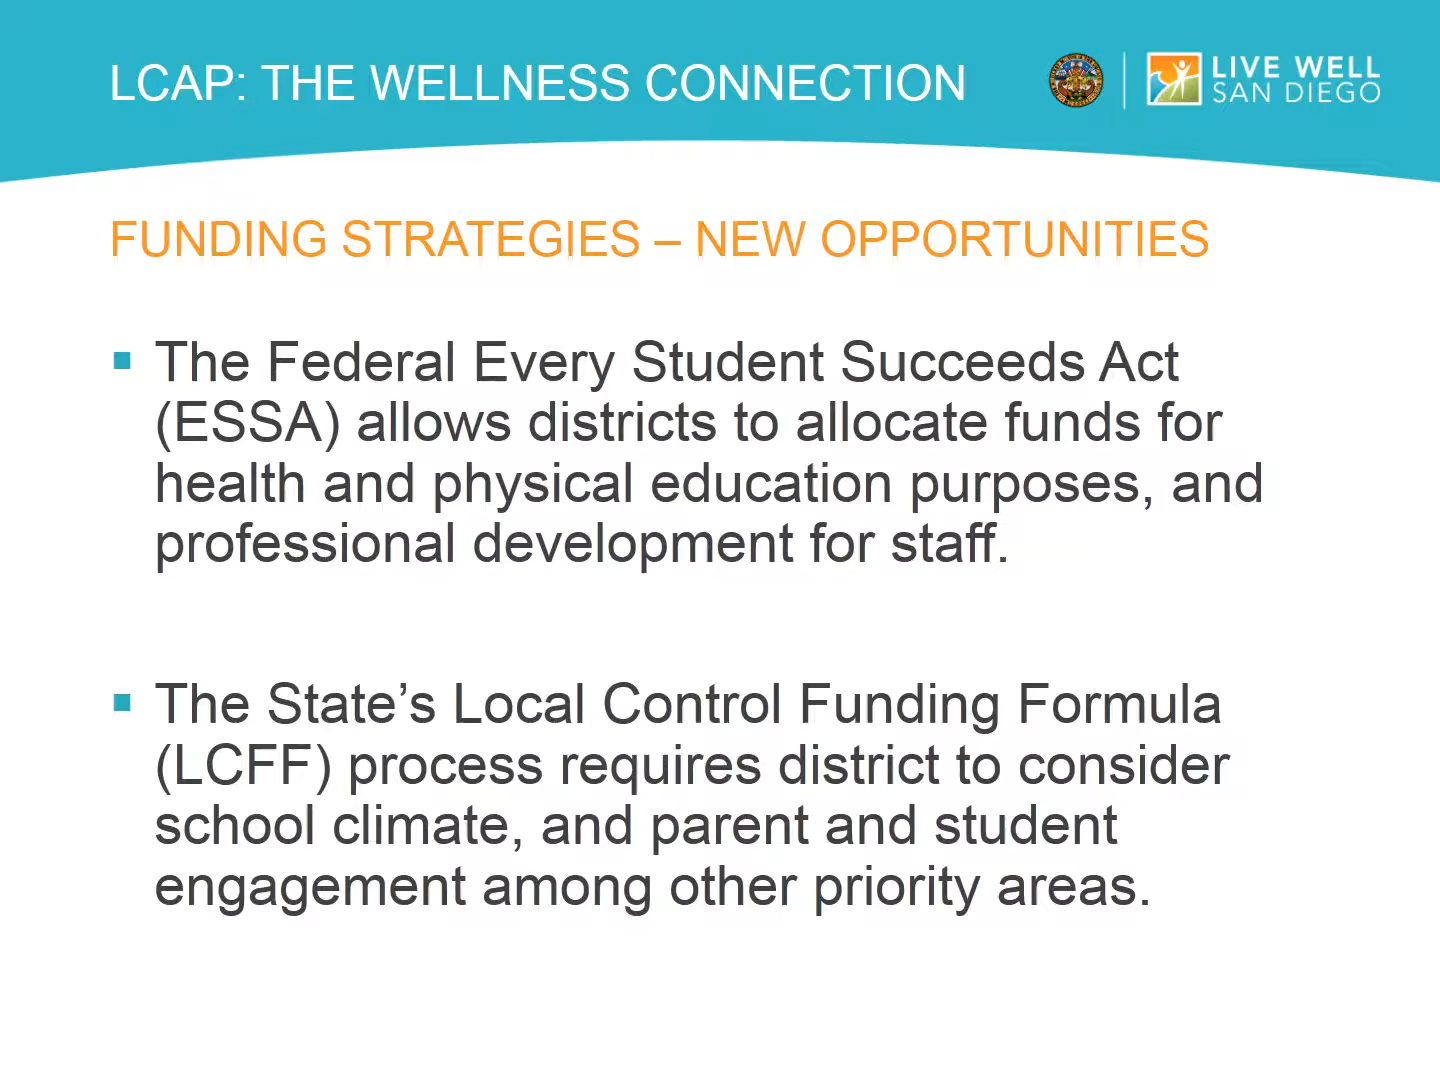 LCAP: THE WELLNESS CONNECTION
LIVE WELL
SAN DIEGO
FUNDING STRATEGIES – NEW OPPORTUNITIES
The Federal Every Student Succeeds Act
(ESSA) allows districts to allocate funds for
health and physical education purposes, and
professional development for staff.
The State’s Local Control Funding Formula
(LCFF) process requires district to consider
school climate, and parent and student
engagement among other priority areas.